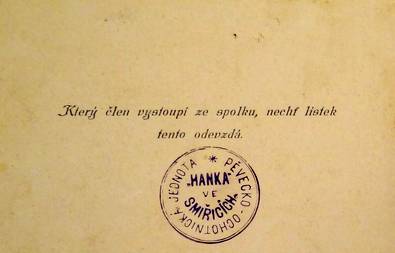 Který člen vystoupí ze spolku, nechť lístek
tento odevzdá.
PĚVECKO-OCHOTNICKÁ JEDNOTA *
„HANKA“
VE
SMIŘICÍCH